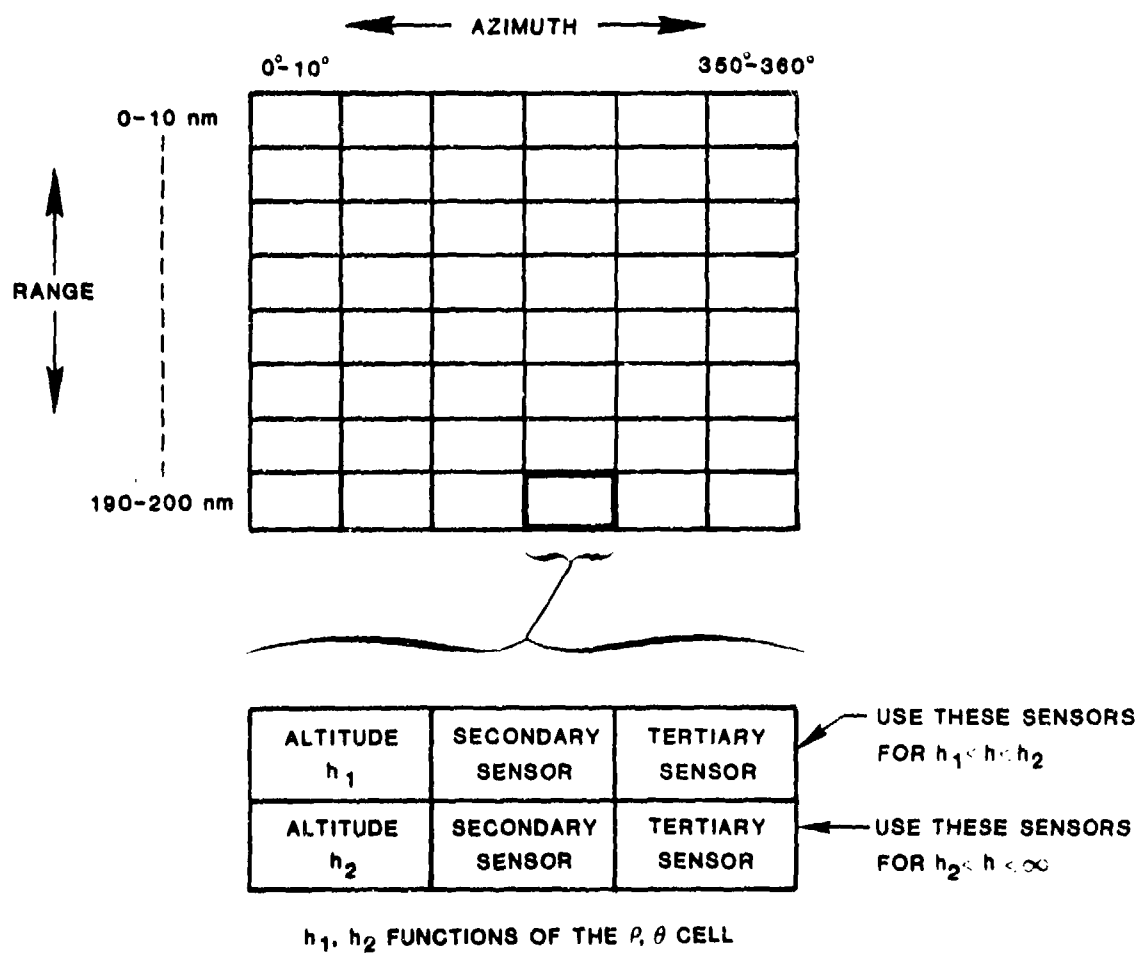 AZIMUTH
0°-10° 350°-360°
0-10 nm
RANGE
190-200 nm
ALTITUDE h₁ SECONDARY SENSOR TERTIARY SENSOR
USE THESE SENSORS
FOR h₁< h< h₂
ALTITUDE h₂ SECONDARY SENSOR TERTIARY SENSOR
USE THESE SENSORS
FOR h₂< h < ∞
h₁, h₂ FUNCTIONS OF THE ρ, θ CELL